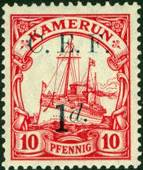 KAMERUN
C.E.F.
1d.
10 PFENNIG 10